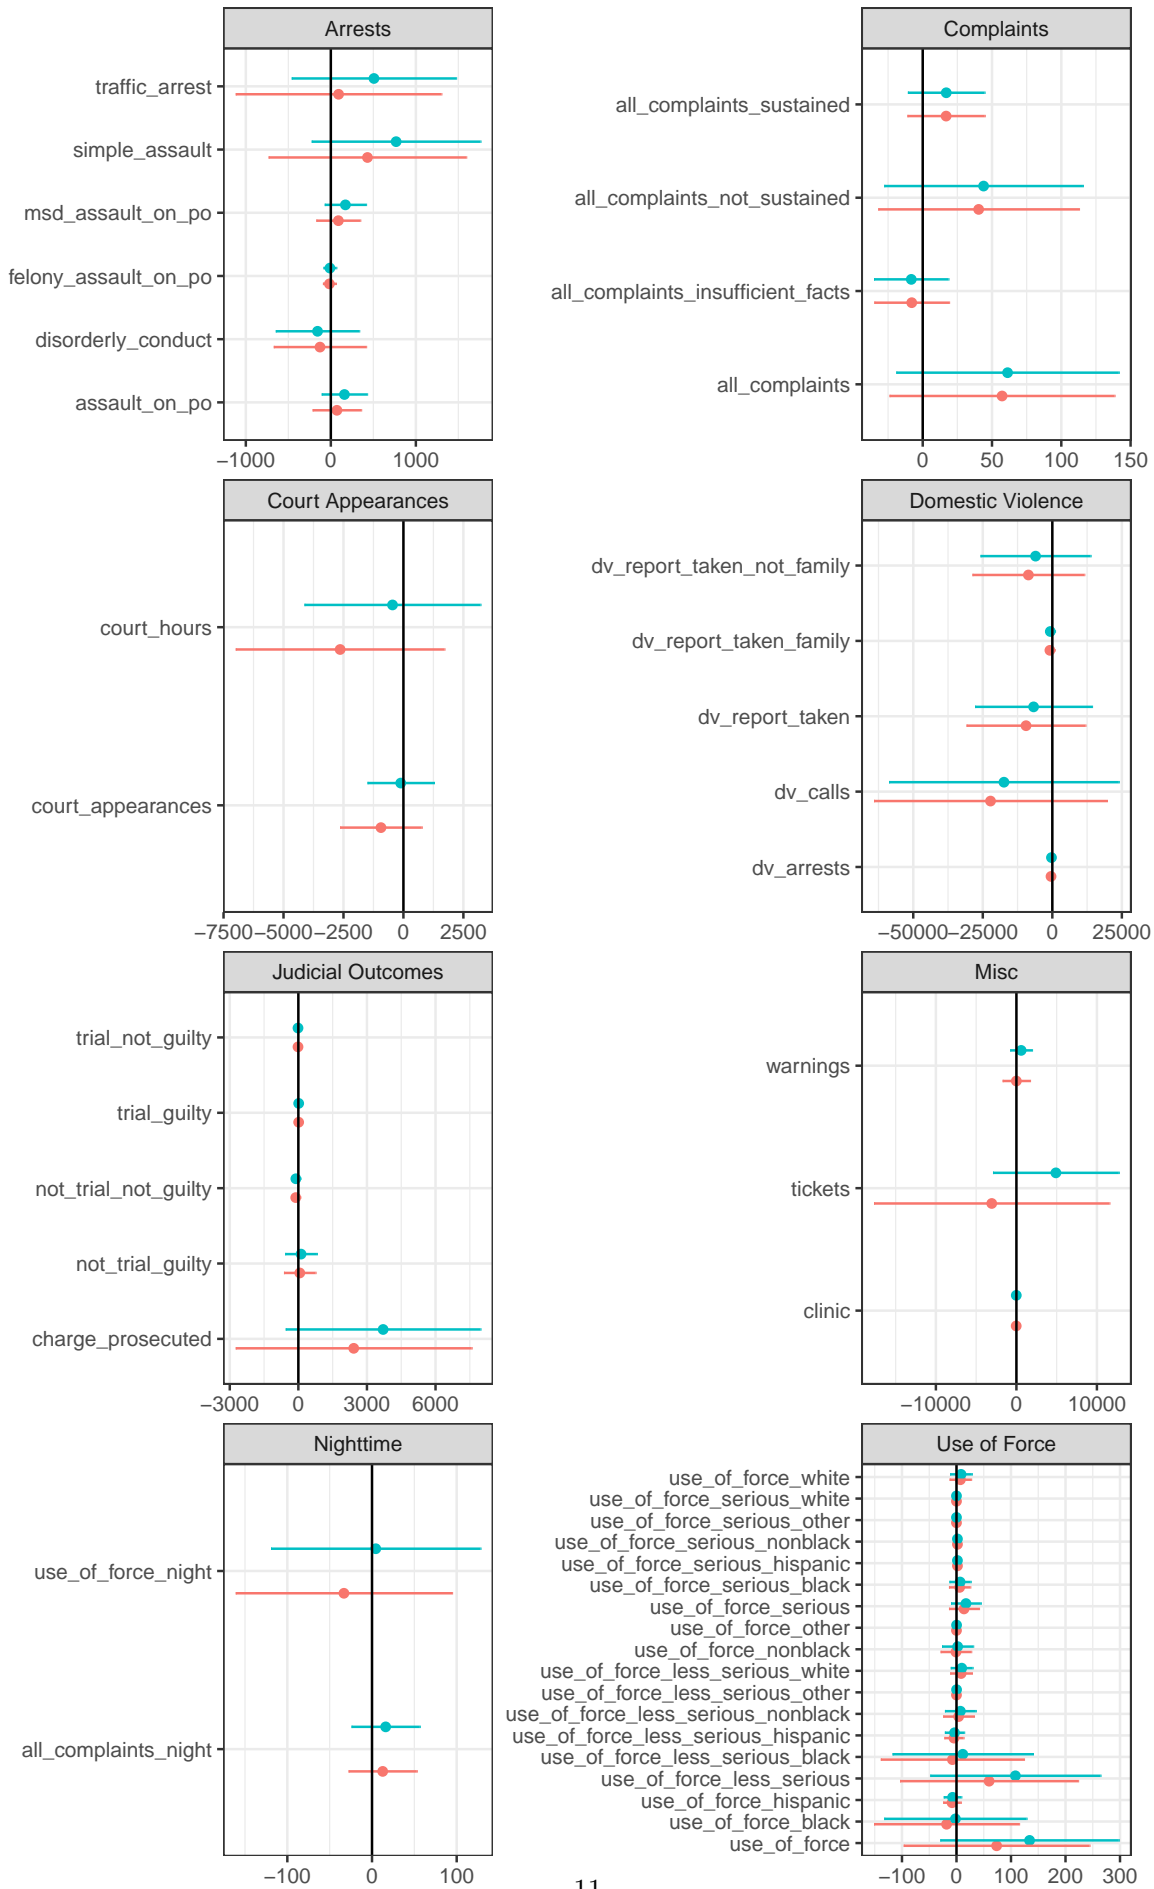 Arrests
traffic_arrest
simple_assault
msd_assault_on_po
felony_assault_on_po
disorderly_conduct
assault_on_po
−1000 0 1000
Complaints
all_complaints_sustained
all_complaints_not_sustained
all_complaints_insufficient_facts
all_complaints
0 50 100 150
Court Appearances
court_hours
court_appearances
−7500 −5000 −2500 0 2500
Domestic Violence
dv_report_taken_not_family
dv_report_taken_family
dv_report_taken
dv_calls
dv_arrests
−50000 −25000 0 25000
Judicial Outcomes
trial_not_guilty
trial_guilty
not_trial_not_guilty
not_trial_guilty
charge_prosecuted
−3000 0 3000 6000
Misc
warnings
tickets
clinic
−10000 0 10000
Nighttime
use_of_force_night
all_complaints_night
−100 0 100
Use of Force
use_of_force_white
use_of_force_serious_white
use_of_force_serious_other
use_of_force_serious_nonblack
use_of_force_serious_hispanic
use_of_force_serious_black
use_of_force_serious
use_of_force_other
use_of_force_nonblack
use_of_force_less_serious_white
use_of_force_less_serious_other
use_of_force_less_serious_nonblack
use_of_force_less_serious_hispanic
use_of_force_less_serious_black
use_of_force_less_serious
use_of_force_hispanic
use_of_force_black
use_of_force
−100 0 100 200 300
11